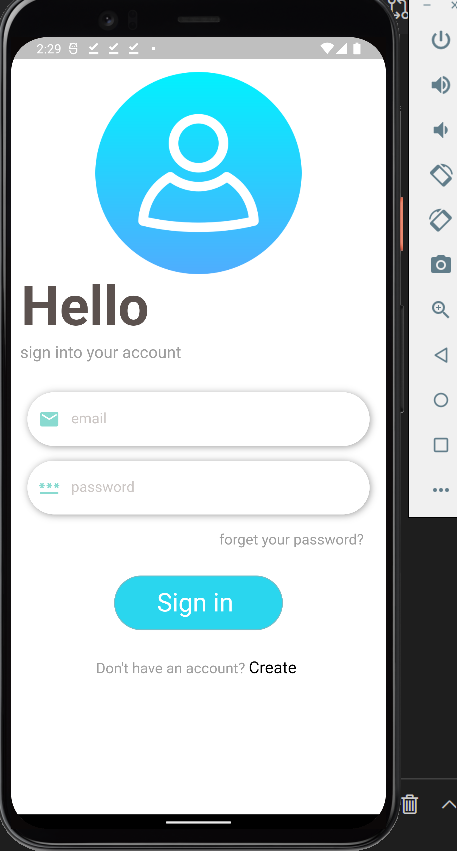 2:29
Hello
sign into your account
email
password
forget your password?
Sign in
Don't have an account? Create